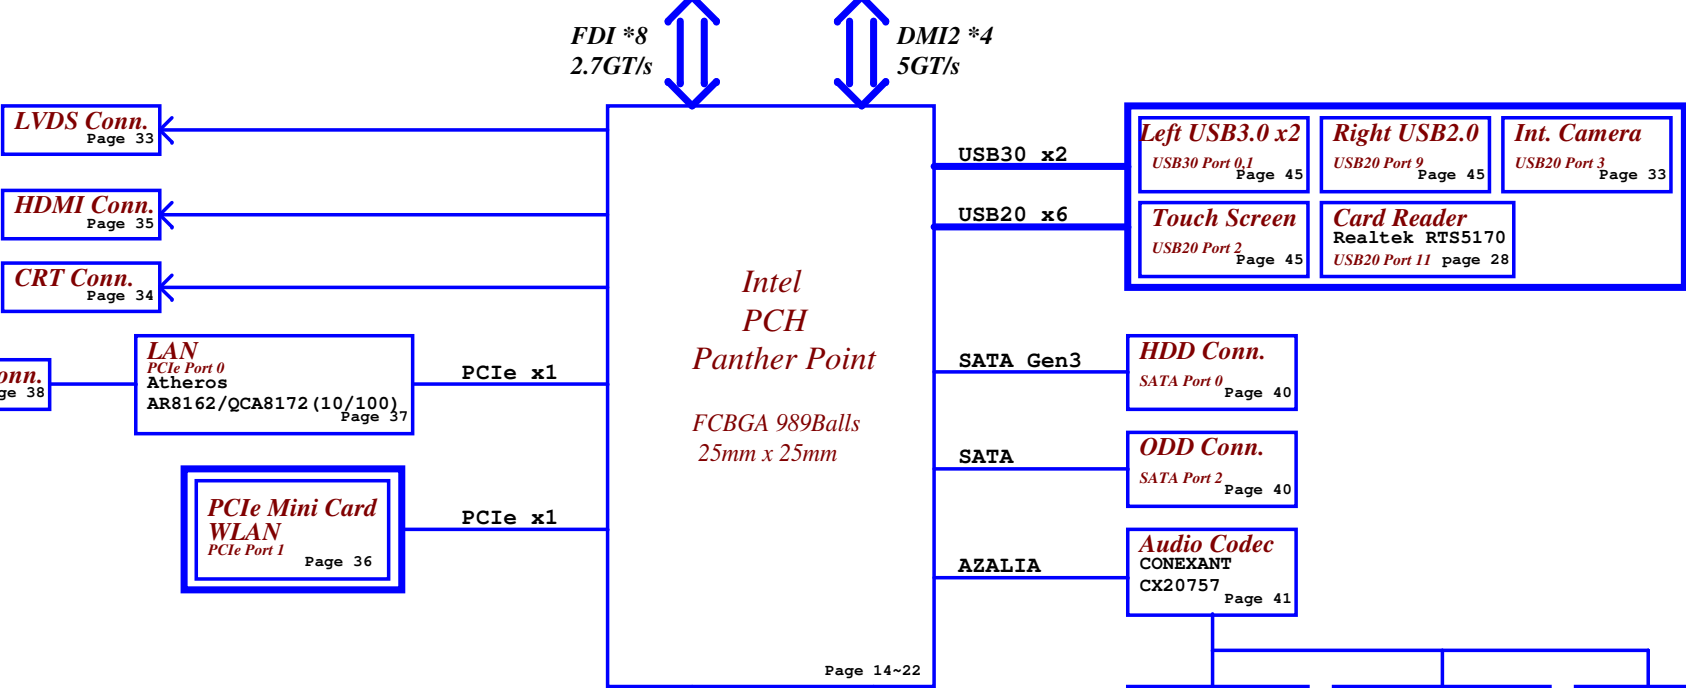 FDI *8
2.7GT/s
DMI2 *4
5GT/s
LVDS Conn.
Page 33
HDMI Conn.
Page 35
CRT Conn.
Page 34
LAN
PCIe Port 0
Atheros
AR8162/QCA8172(10/100)
Page 37
onn.
ge 38
PCIe x1
PCIe Mini Card
WLAN
PCIe Port 1
Page 36
PCIe x1
Intel
PCH
Panther Point
FCBGA 989Balls
25mm x 25mm
Page 14~22
USB30 x2
USB20 x6
Left USB3.0 x2
USB30 Port 0,1
Page 45
Right USB2.0
USB20 Port 9
Page 45
Int. Camera
USB20 Port 3
Page 33
Touch Screen
USB20 Port 2
Page 45
Card Reader
Realtek RTS5170
USB20 Port 11 page 28
SATA Gen3
HDD Conn.
SATA Port 0
Page 40
SATA
ODD Conn.
SATA Port 2
Page 40
AZALIA
Audio Codec
CONEXANT
CX20757
Page 41